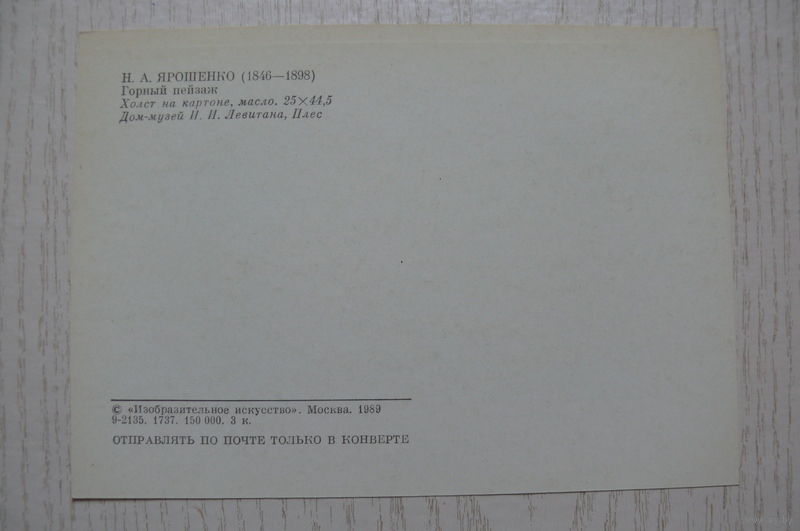 Н. А. ЯРОШЕНКО (1846—1898)
Горный пейзаж
Холст на картоне, масло. 25×44,5
Дом-музей И. И. Левитана, Плес
© «Изобразительное искусство». Москва. 1989
9-2135. 1737. 150 000. 3 к.
ОТПРАВЛЯТЬ ПО ПОЧТЕ ТОЛЬКО В КОНВЕРТЕ